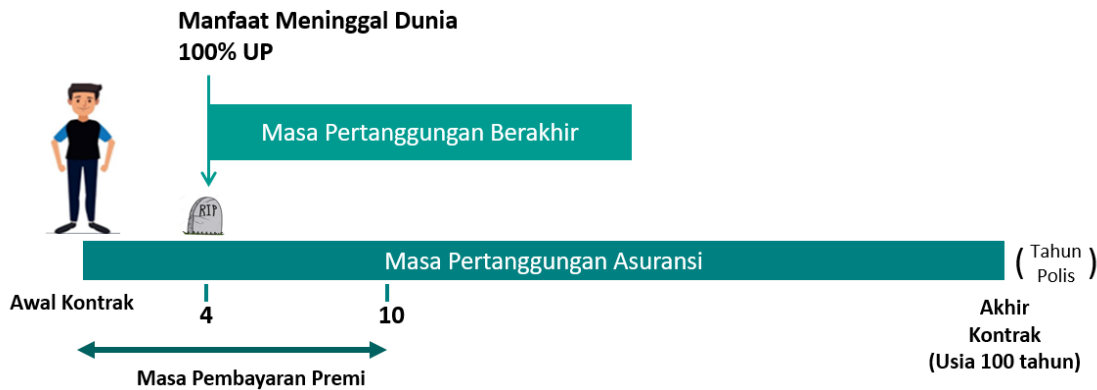 Manfaat Meninggal Dunia
100% UP
Masa Pertanggungan Berakhir
RIP
Masa Pertanggungan Asuransi
( Tahun
Polis )
Awal Kontrak
4
10
Akhir
Kontrak
(Usia 100 tahun)
Masa Pembayaran Premi